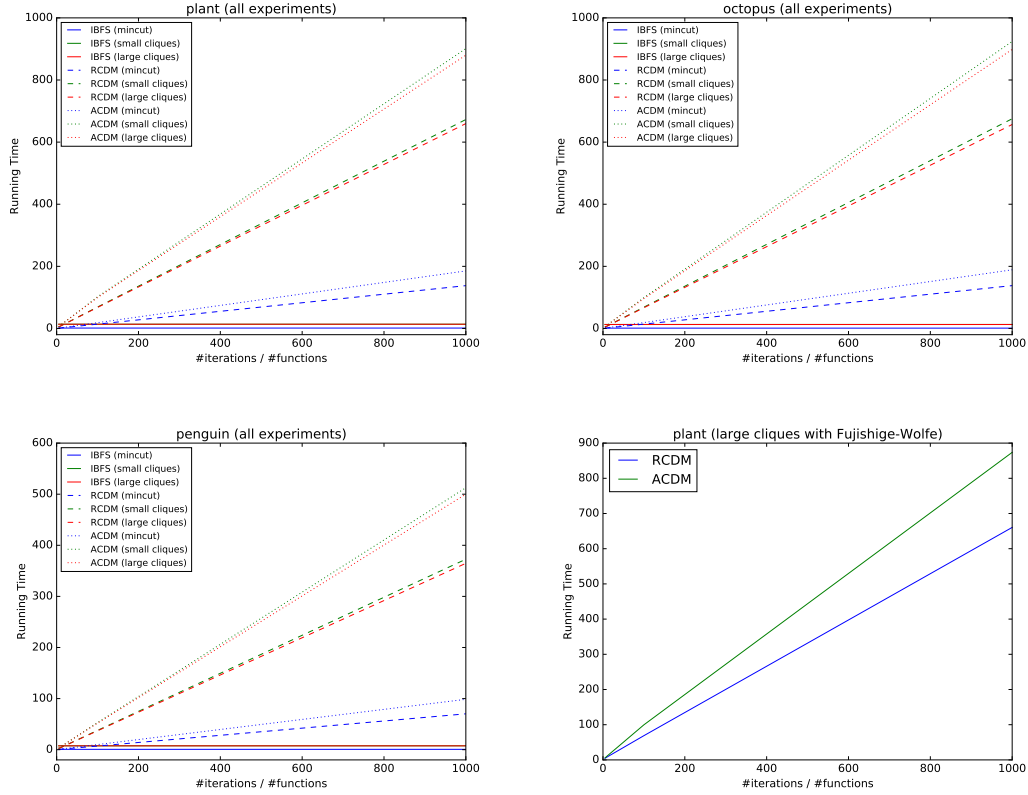 plant (all experiments)
1000
800
600
400
200
0
Running Time
IBFS (mincut)
IBFS (small cliques)
IBFS (large cliques)
RCDM (mincut)
RCDM (small cliques)
RCDM (large cliques)
ACDM (mincut)
ACDM (small cliques)
ACDM (large cliques)
0 200 400 600 800 1000
#iterations / #functions
octopus (all experiments)
1000
800
600
400
200
0
Running Time
IBFS (mincut)
IBFS (small cliques)
IBFS (large cliques)
RCDM (mincut)
RCDM (small cliques)
RCDM (large cliques)
ACDM (mincut)
ACDM (small cliques)
ACDM (large cliques)
0 200 400 600 800 1000
#iterations / #functions
penguin (all experiments)
600
500
400
300
200
100
0
Running Time
IBFS (mincut)
IBFS (small cliques)
IBFS (large cliques)
RCDM (mincut)
RCDM (small cliques)
RCDM (large cliques)
ACDM (mincut)
ACDM (small cliques)
ACDM (large cliques)
0 200 400 600 800 1000
#iterations / #functions
plant (large cliques with Fujishige-Wolfe)
900
800
700
600
500
400
300
200
100
0
Running Time
RCDM
ACDM
0 200 400 600 800 1000
#iterations / #functions